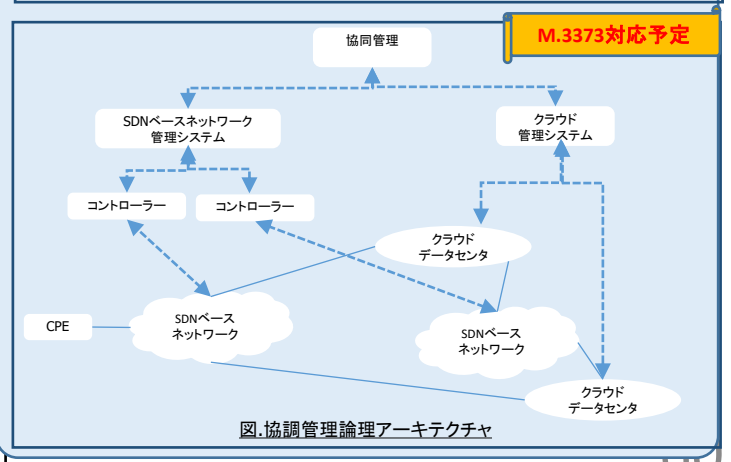 M.3373対応予定
協同管理
SDNベースネットワーク
管理システム
クラウド
管理システム
コントローラー
コントローラー
クラウド
データセンタ
CPE
SDNベース
ネットワーク
SDNベース
ネットワーク
クラウド
データセンタ
図.協調管理論理アーキテクチャ